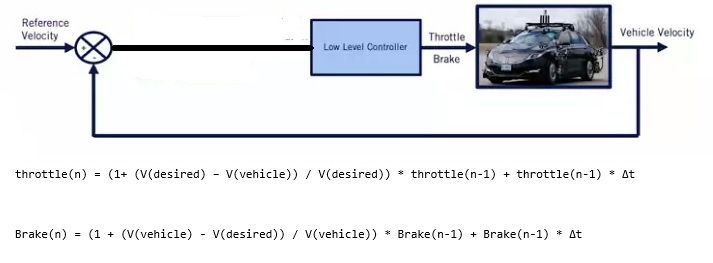 Reference
Velocity
Low Level Controller
Throttle
Brake
Vehicle Velocity
throttle(n) = (1+ (V(desired) – V(vehicle)) / V(desired)) * throttle(n-1) + throttle(n-1) * Δt
Brake(n) = (1 + (V(vehicle) - V(desired)) / V(vehicle)) * Brake(n-1) + Brake(n-1) * Δt